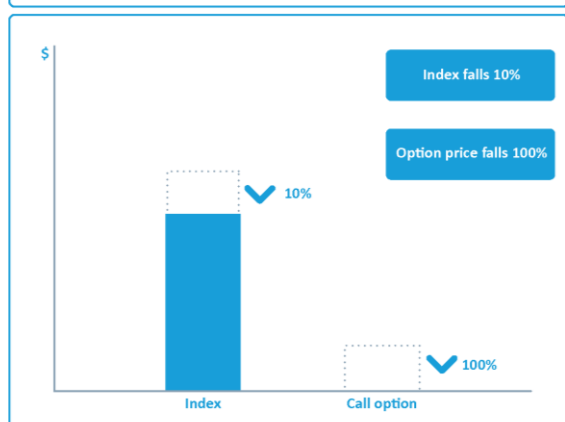 $
Index falls 10%
Option price falls 100%
10%
100%
Index
Call option